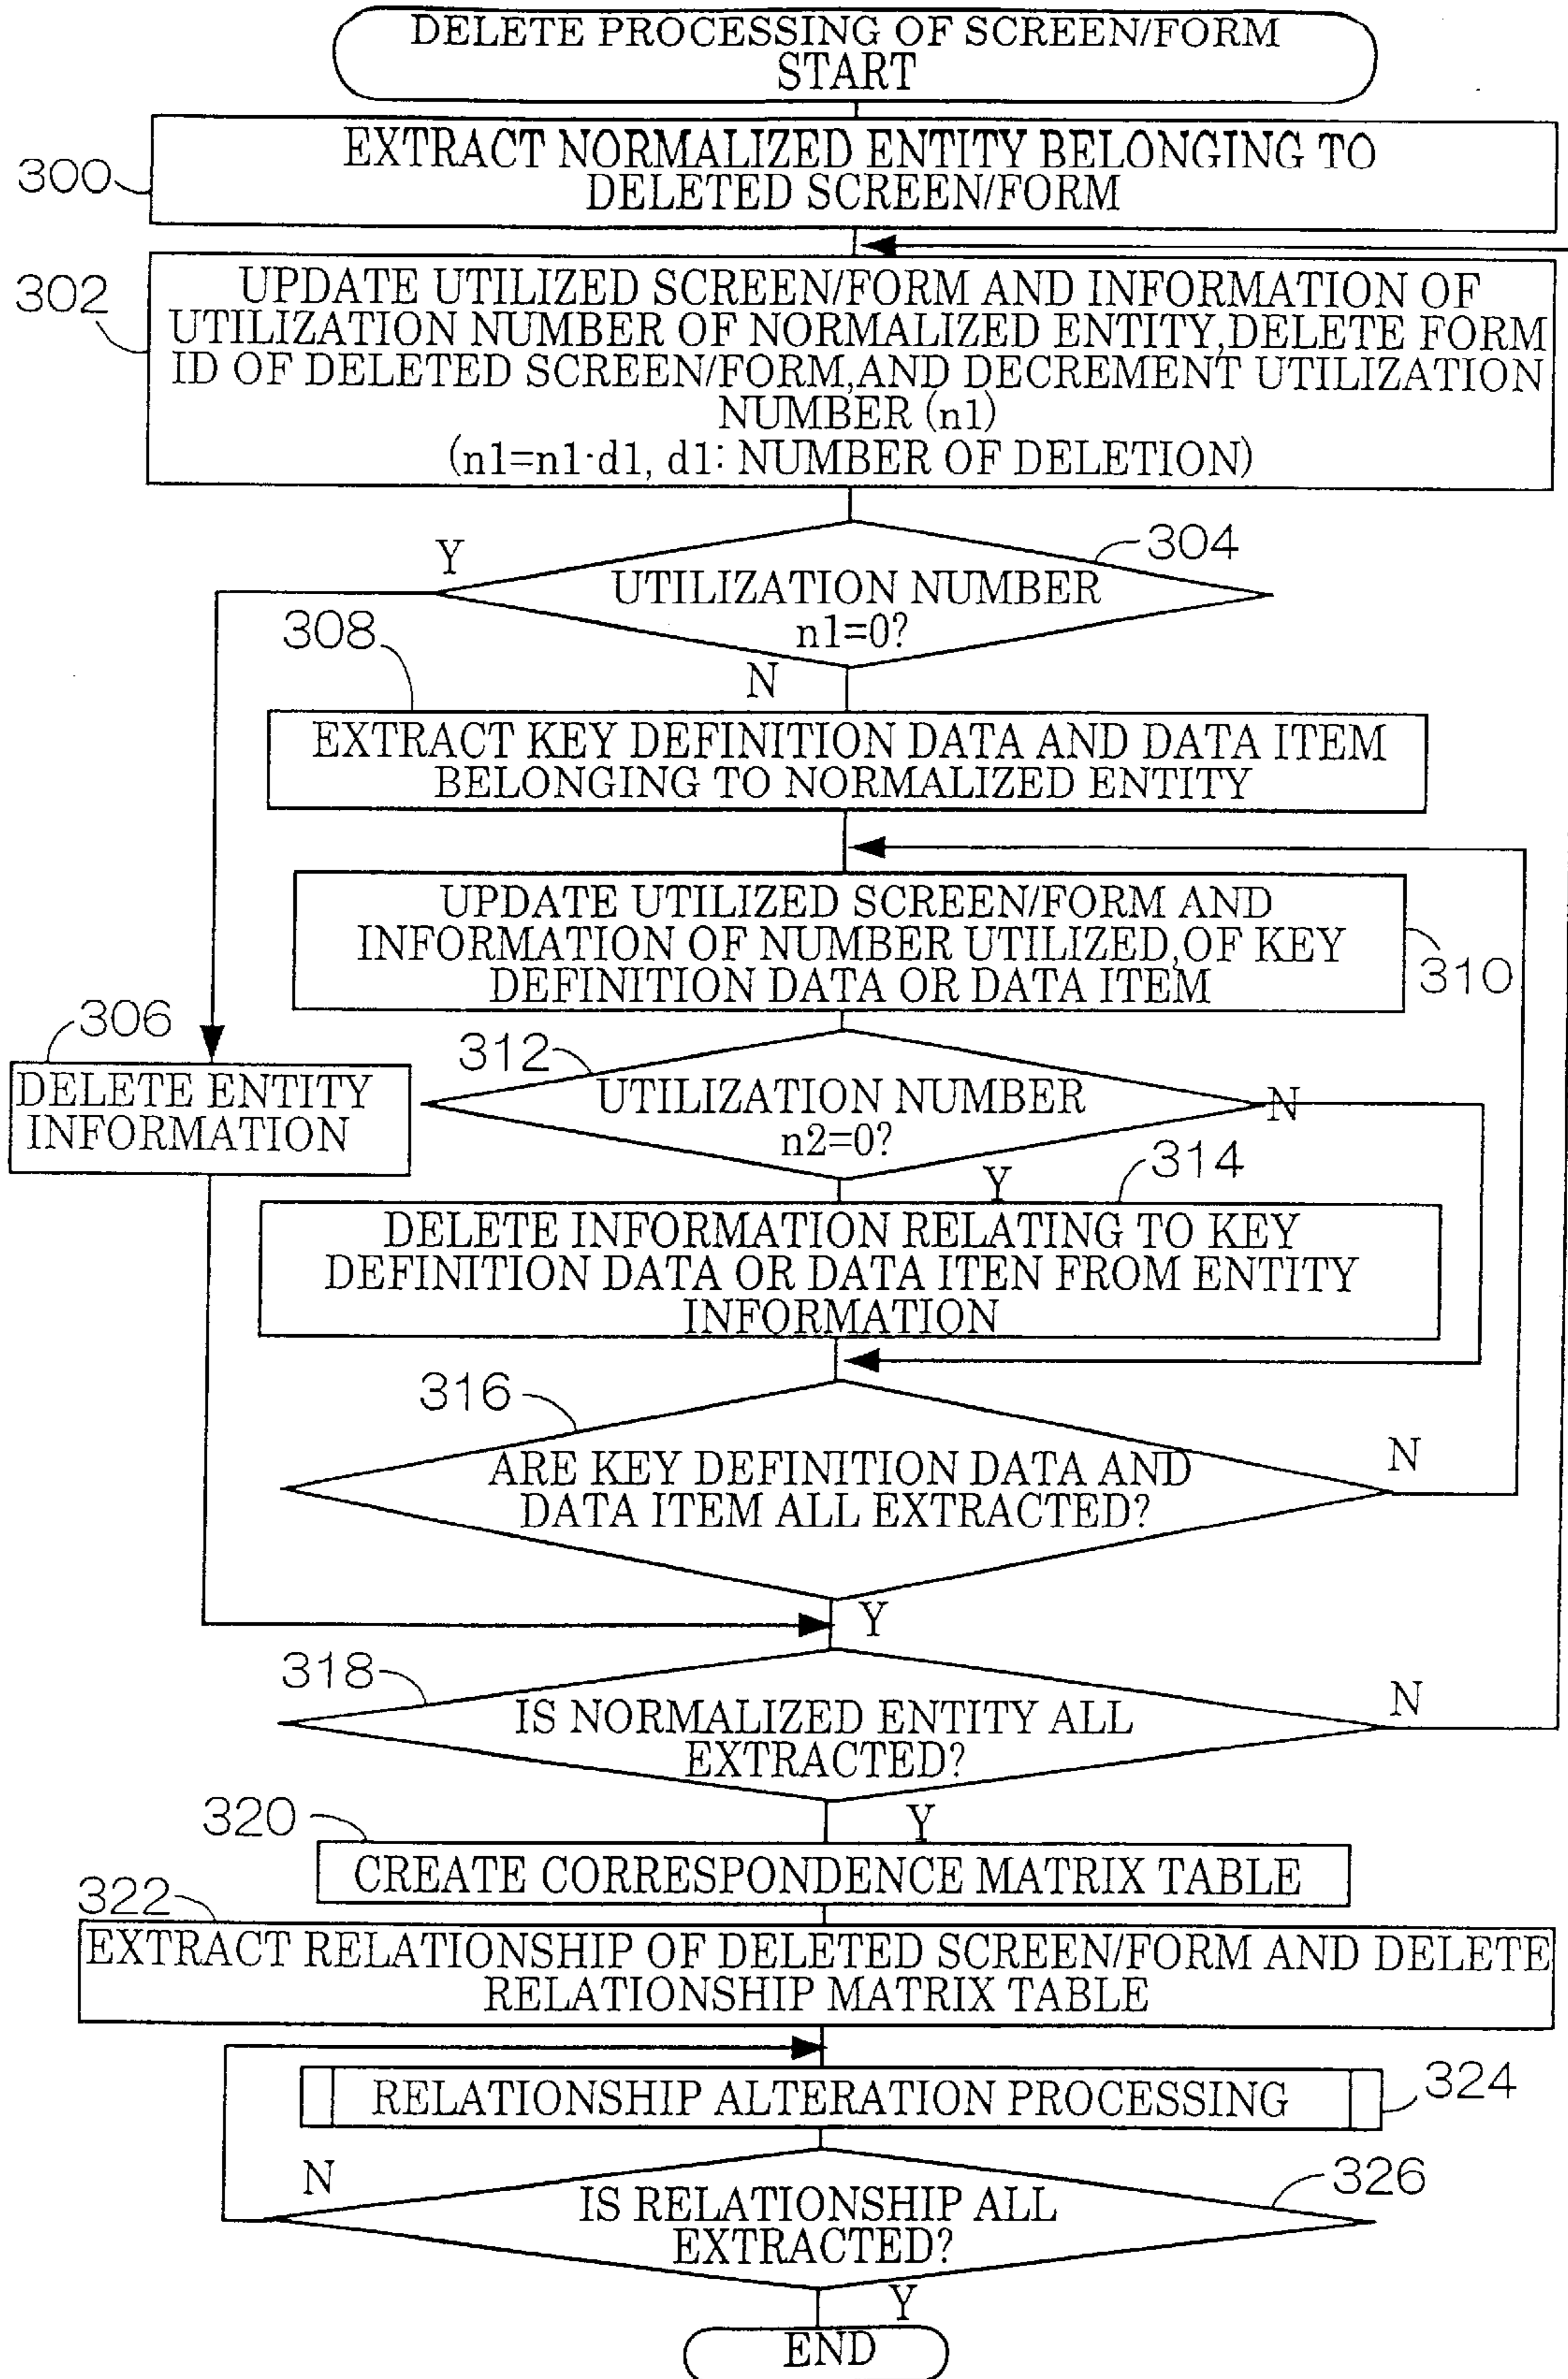 DELETE PROCESSING OF SCREEN/FORM
START
300
EXTRACT NORMALIZED ENTITY BELONGING TO
DELETED SCREEN/FORM
302
UPDATE UTILIZED SCREEN/FORM AND INFORMATION OF
UTILIZATION NUMBER OF NORMALIZED ENTITY,DELETE FORM
ID OF DELETED SCREEN/FORM,AND DECREMENT UTILIZATION
NUMBER (n1)
(n1=n1·d1, d1: NUMBER OF DELETION)
304
Y
UTILIZATION NUMBER
n1=0?
N
308
EXTRACT KEY DEFINITION DATA AND DATA ITEM
BELONGING TO NORMALIZED ENTITY
UPDATE UTILIZED SCREEN/FORM AND
INFORMATION OF NUMBER UTILIZED,OF KEY
DEFINITION DATA OR DATA ITEM
310
306
DELETE ENTITY
INFORMATION
312
UTILIZATION NUMBER
n2=0?
N
Y
314
DELETE INFORMATION RELATING TO KEY
DEFINITION DATA OR DATA ITEN FROM ENTITY
INFORMATION
316
ARE KEY DEFINITION DATA AND
DATA ITEM ALL EXTRACTED?
N
Y
318
IS NORMALIZED ENTITY ALL
EXTRACTED?
N
Y
320
CREATE CORRESPONDENCE MATRIX TABLE
322
EXTRACT RELATIONSHIP OF DELETED SCREEN/FORM AND DELETE
RELATIONSHIP MATRIX TABLE
RELATIONSHIP ALTERATION PROCESSING
324
N
326
IS RELATIONSHIP ALL
EXTRACTED?
Y
END